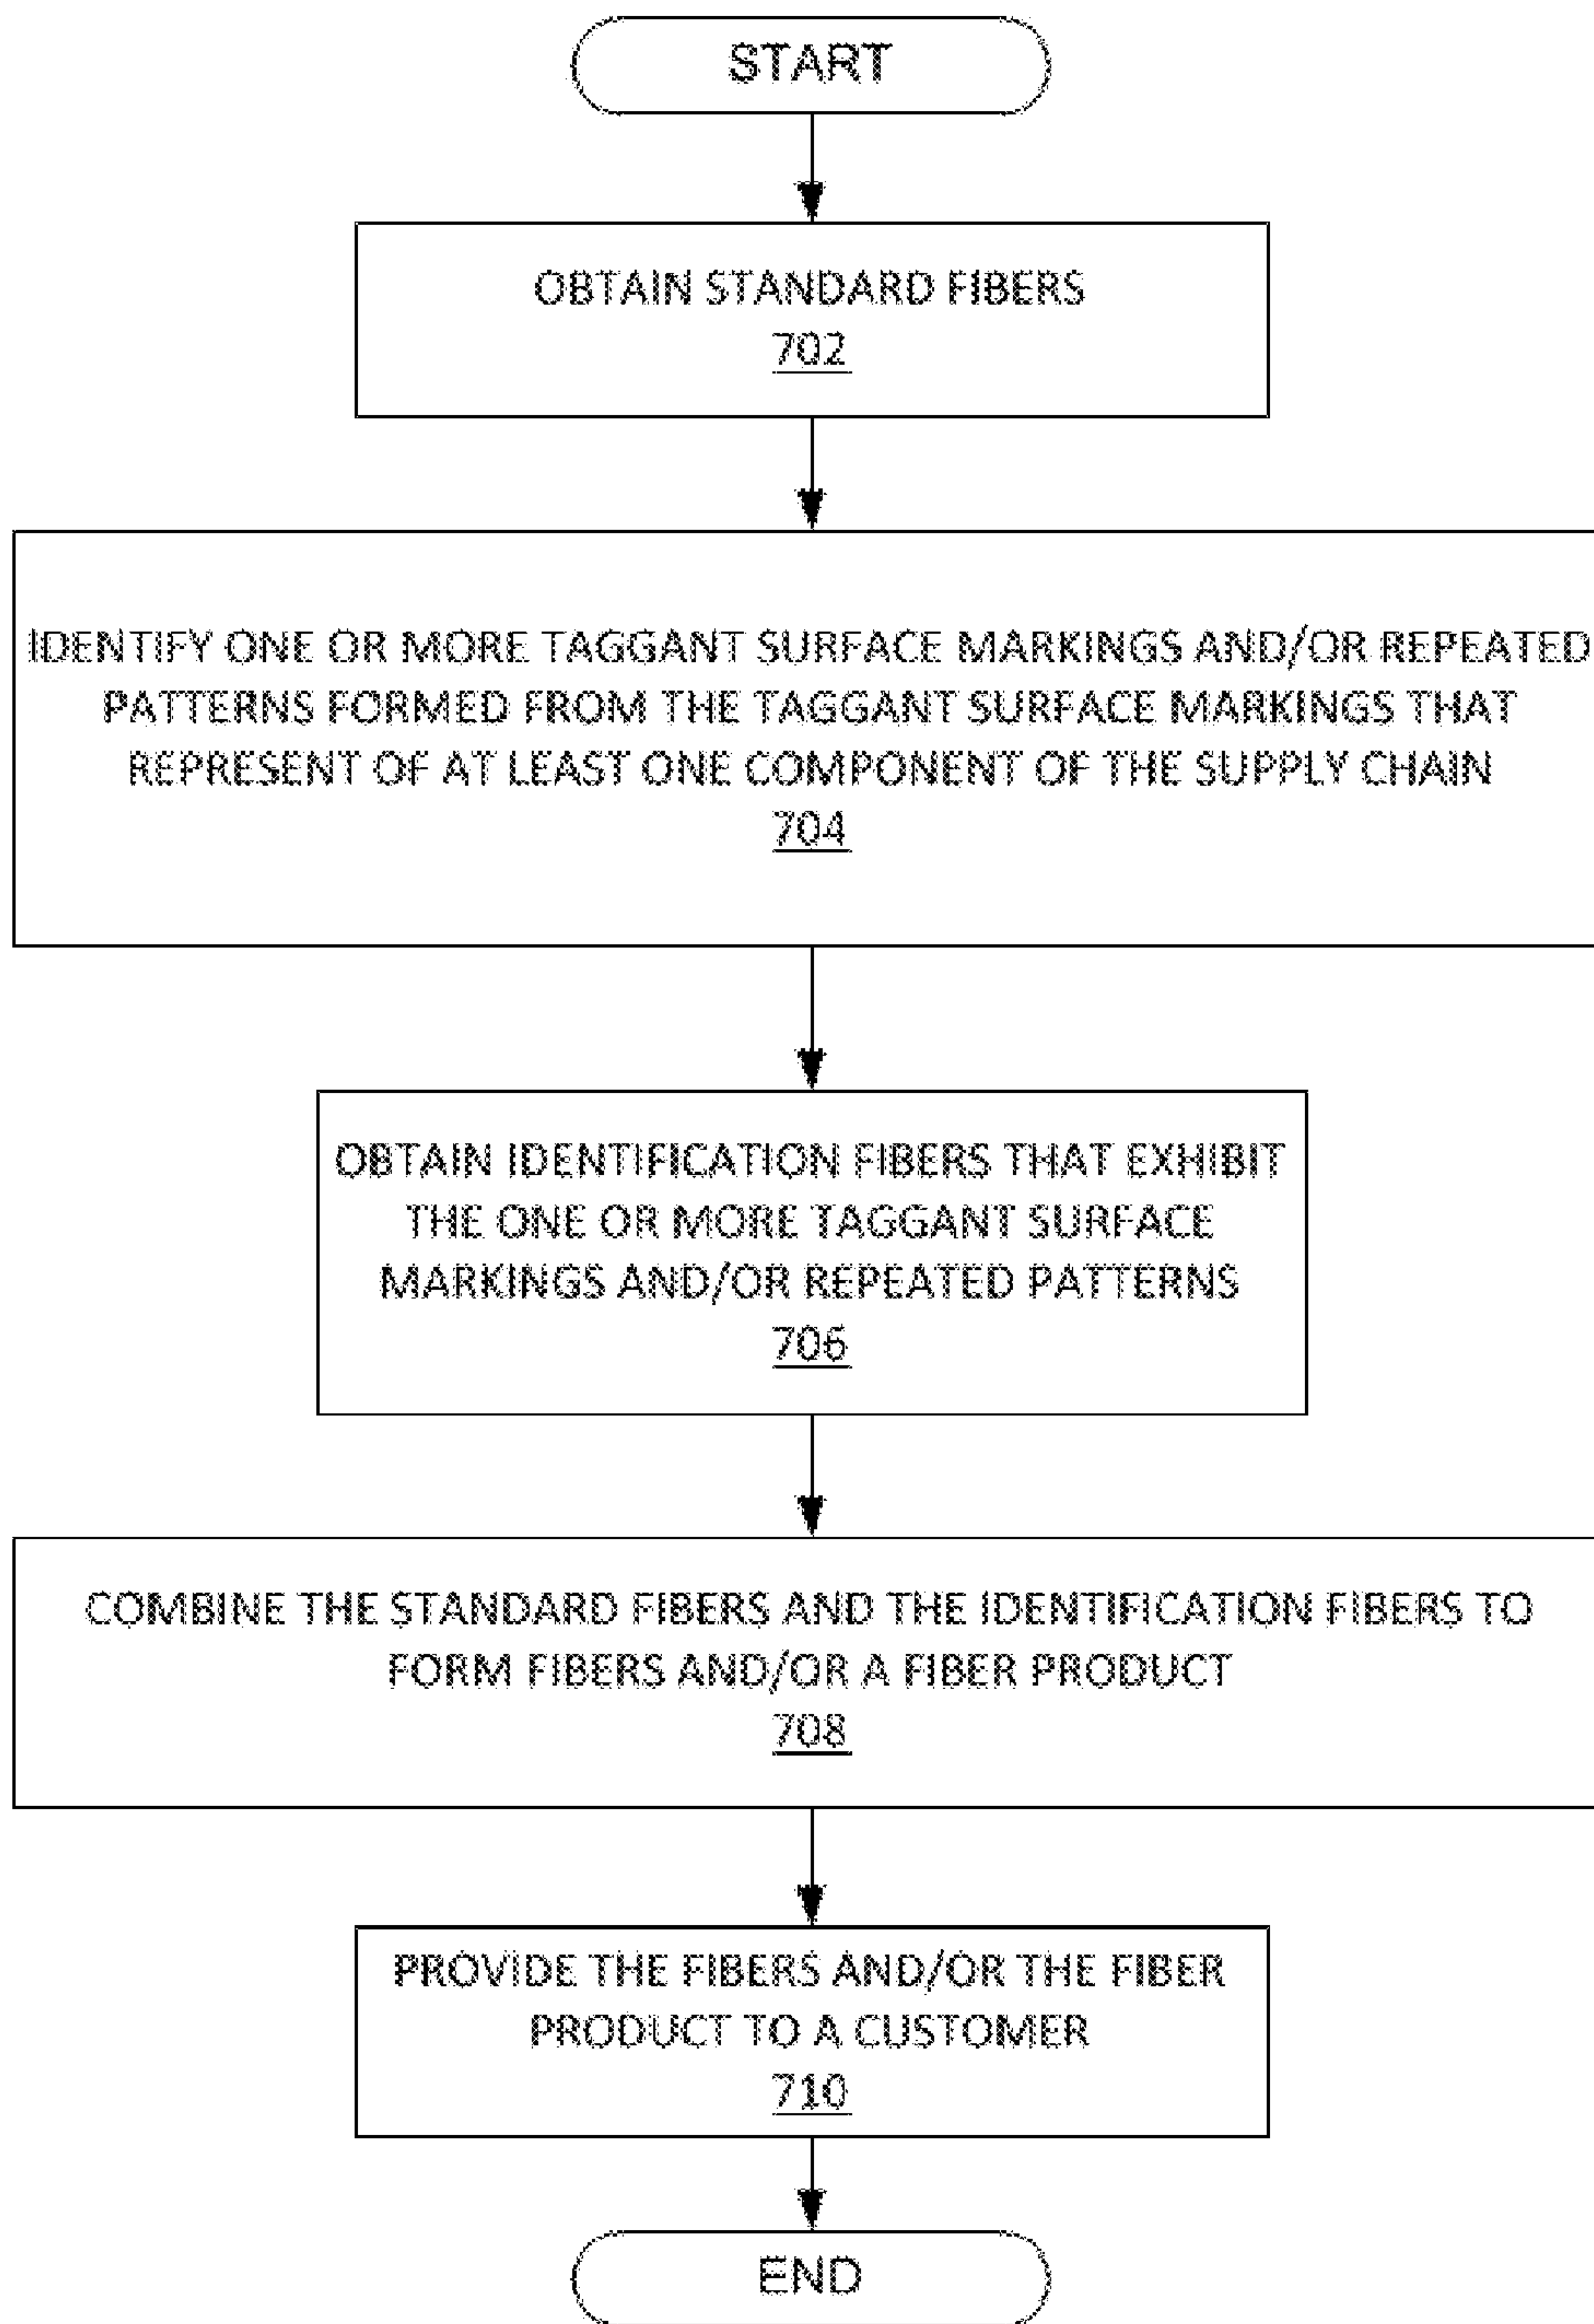 START
OBTAIN STANDARD FIBERS
702
IDENTIFY ONE OR MORE TAGGANT SURFACE MARKINGS AND/OR REPEATED
PATTERNS FORMED FROM THE TAGGANT SURFACE MARKINGS THAT
REPRESENT OF AT LEAST ONE COMPONENT OF THE SUPPLY CHAIN
704
OBTAIN IDENTIFICATION FIBERS THAT EXHIBIT
THE ONE OR MORE TAGGANT SURFACE
MARKINGS AND/OR REPEATED PATTERNS
706
COMBINE THE STANDARD FIBERS AND THE IDENTIFICATION FIBERS TO
FORM FIBERS AND/OR A FIBER PRODUCT
708
PROVIDE THE FIBERS AND/OR THE FIBER
PRODUCT TO A CUSTOMER
710
END